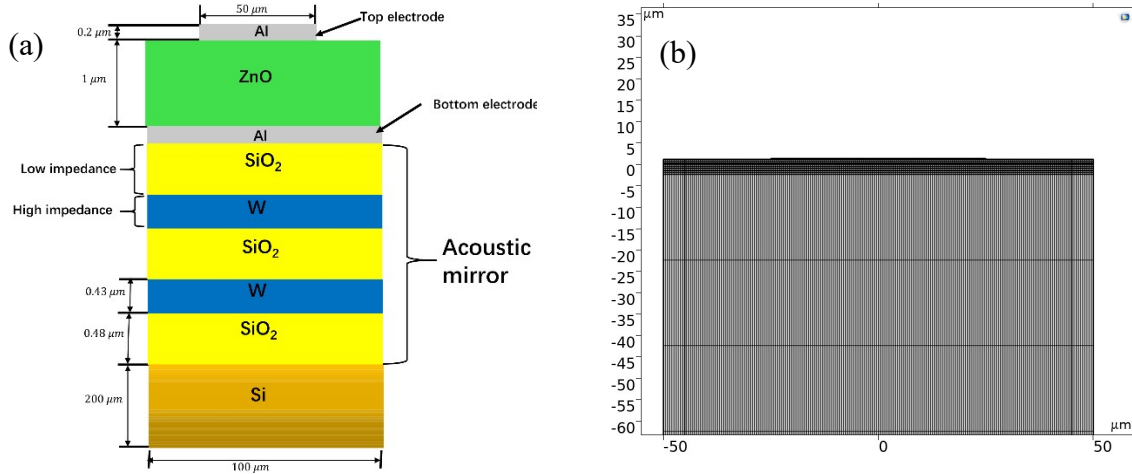 (a)
50 μm
Al
Top electrode
0.2 μm
ZnO
1 μm
Bottom electrode
Al
SiO2
Low impedance
W
High impedance
SiO2
Acoustic
mirror
W
0.43 μm
SiO2
0.48 μm
Si
200 μm
100 μm
(b)
μm
35
30
25
20
15
10
5
0
-5
-10
-15
-20
-25
-30
-35
-40
-45
-50
-55
-60
μm
-50
0
50